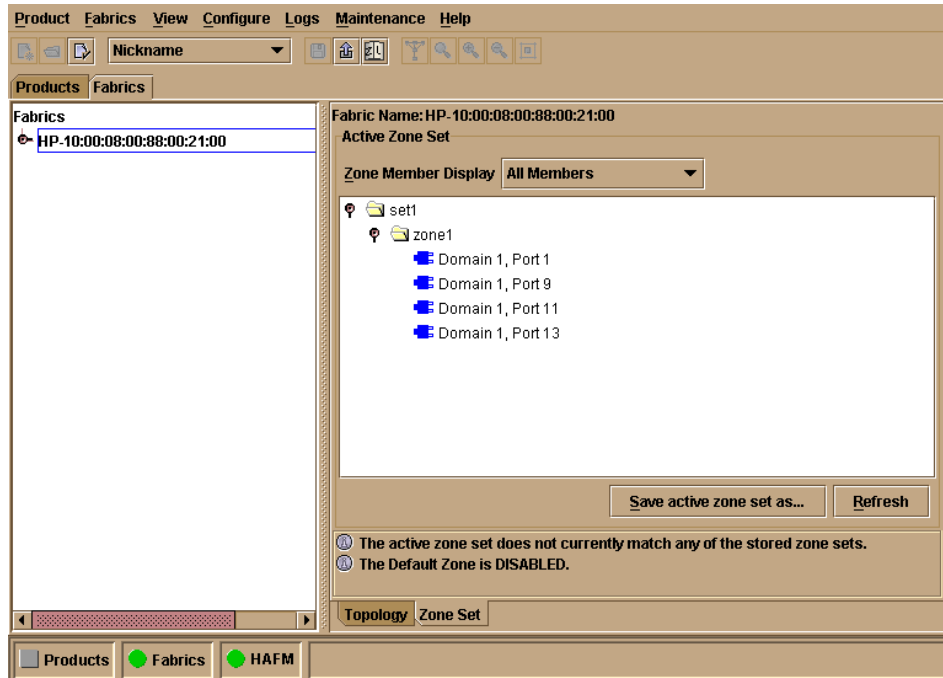 Product Fabrics View Configure Logs Maintenance Help
Nickname
Products Fabrics
Fabrics
HP-10:00:08:00:88:00:21:00
Fabric Name: HP-10:00:08:00:88:00:21:00
Active Zone Set
Zone Member Display All Members
set1
zone1
Domain 1, Port 1
Domain 1, Port 9
Domain 1, Port 11
Domain 1, Port 13
Save active zone set as... Refresh
The active zone set does not currently match any of the stored zone sets.
The Default Zone is DISABLED.
Topology Zone Set
Products Fabrics HAFM